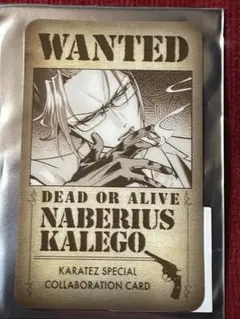 WANTED
DEAD OR ALIVE
NABERIUS
KALEGO
KARATEZ SPECIAL
COLLABORATION CARD